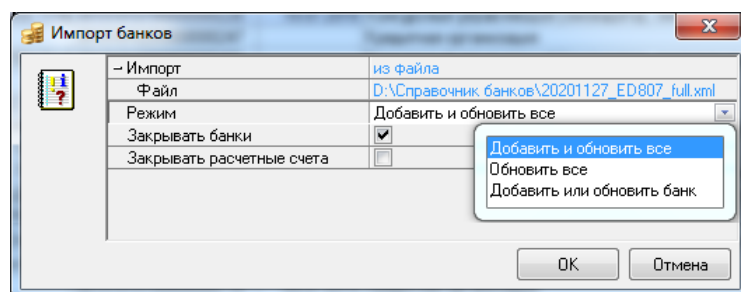 Импорт банков
Импорт из файла
Файл D:\Справочник банков\20201127_ED807_full.xml
Режим Добавить и обновить все
Закрывать банки
Закрывать расчетные счета
Добавить и обновить все
Обновить все
Добавить или обновить банк
OK Отмена